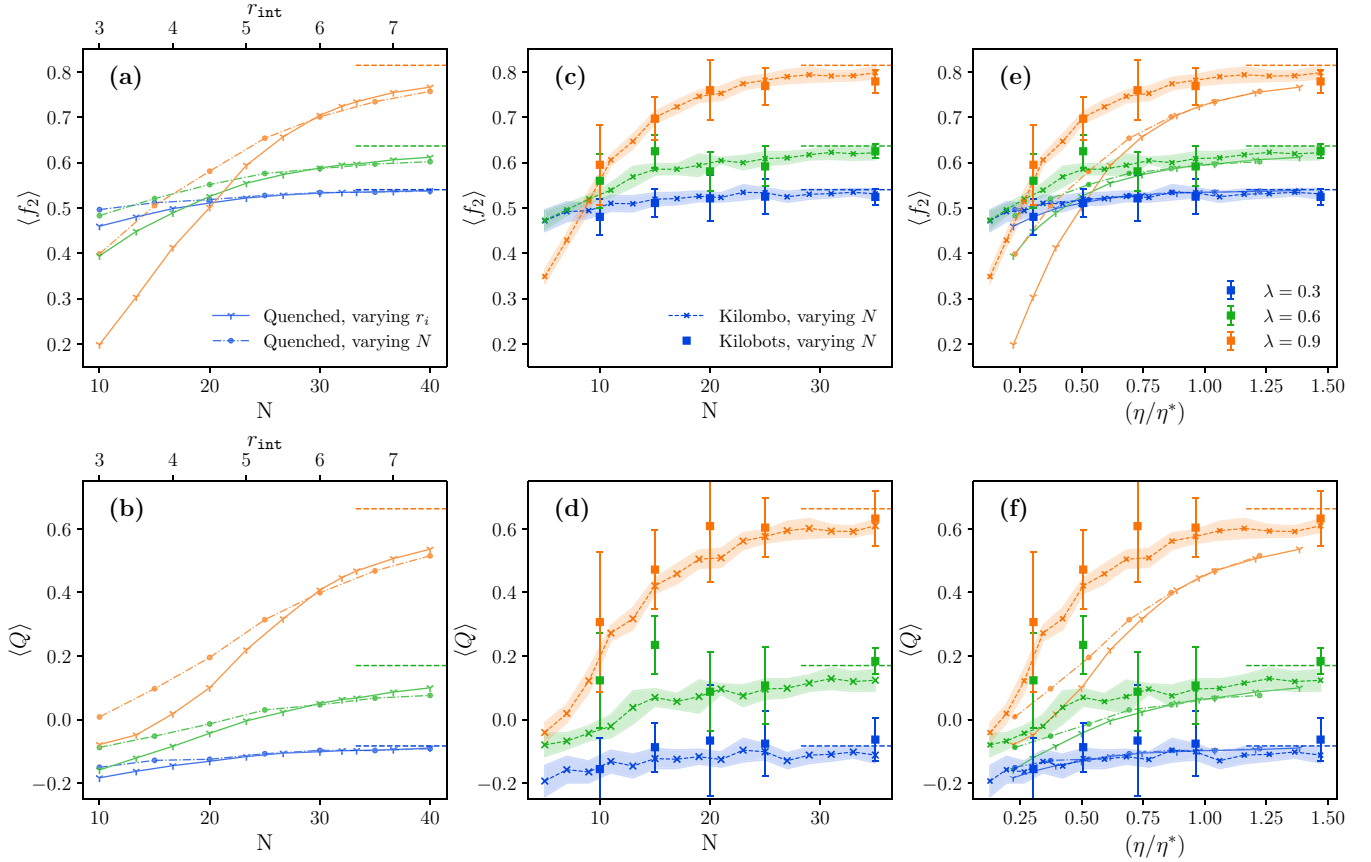 r_int
3 4 5 6 7
(a)
⟨f₂⟩
0.8
0.7
0.6
0.5
0.4
0.3
0.2
Quenched, varying r_i
Quenched, varying N
10 20 30 40
N
(c)
⟨f₂⟩
Kilombo, varying N
Kilobots, varying N
10 20 30
N
(e)
⟨f₂⟩
λ = 0.3
λ = 0.6
λ = 0.9
0.25 0.50 0.75 1.00 1.25 1.50
(η/η*)
r_int
3 4 5 6 7
(b)
⟨Q⟩
0.6
0.4
0.2
0.0
−0.2
10 20 30 40
N
(d)
⟨Q⟩
10 20 30
N
(f)
⟨Q⟩
0.25 0.50 0.75 1.00 1.25 1.50
(η/η*)